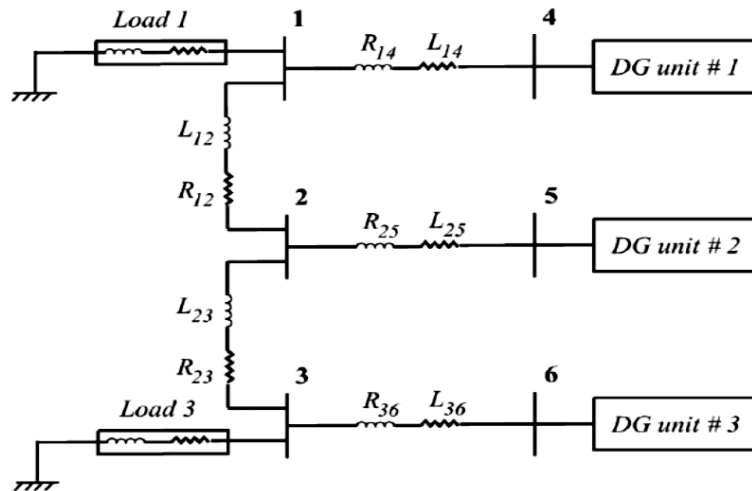 Load 1
1
R14
L14
4
DG unit # 1
L12
R12
2
R25
L25
5
DG unit # 2
L23
R23
3
R36
L36
6
DG unit # 3
Load 3